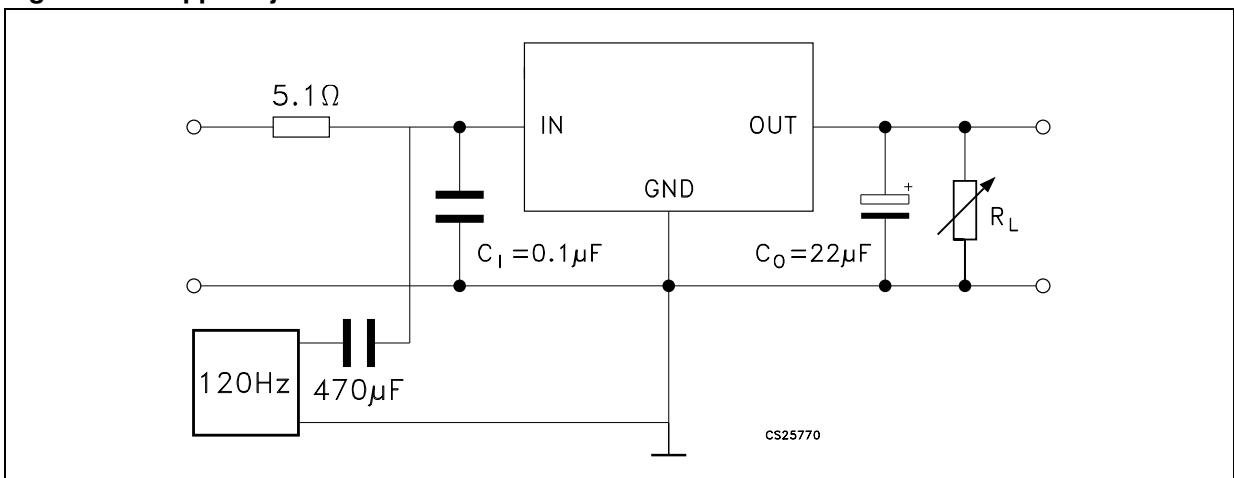 5.1Ω
IN
OUT
GND
C_I=0.1µF
C_O=22µF
+
R_L
120Hz
470µF
CS25770